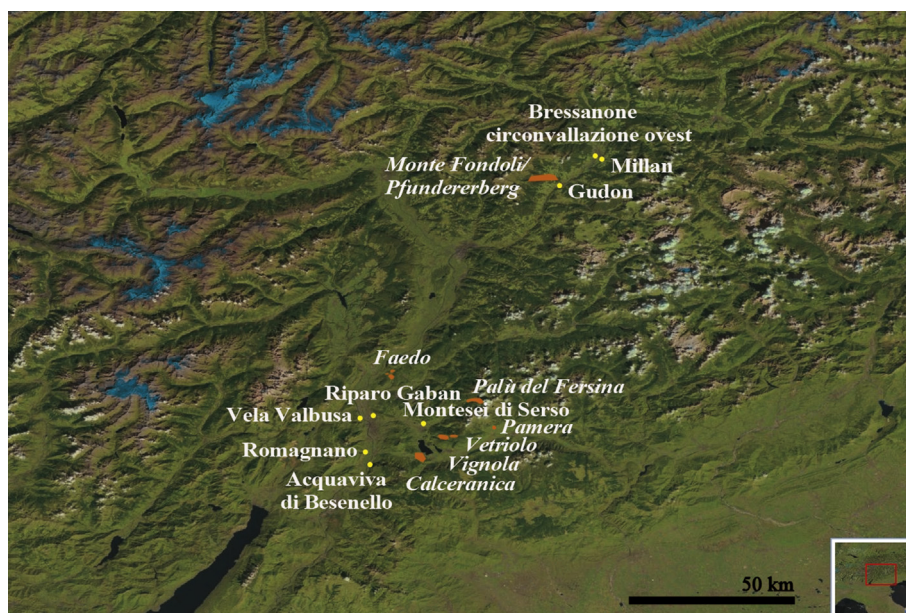 Bressanone
circonvallazione ovest
Monte Fondoli/
Pfundererberg
Millan
Gudon
Faedo
Riparo Gaban
Palù del Fersina
Vela Valbusa
Montesei di Serso
Pamera
Romagnano
Vetriolo
Vignola
Acquaviva
di Besenello
Calceranica
50 km